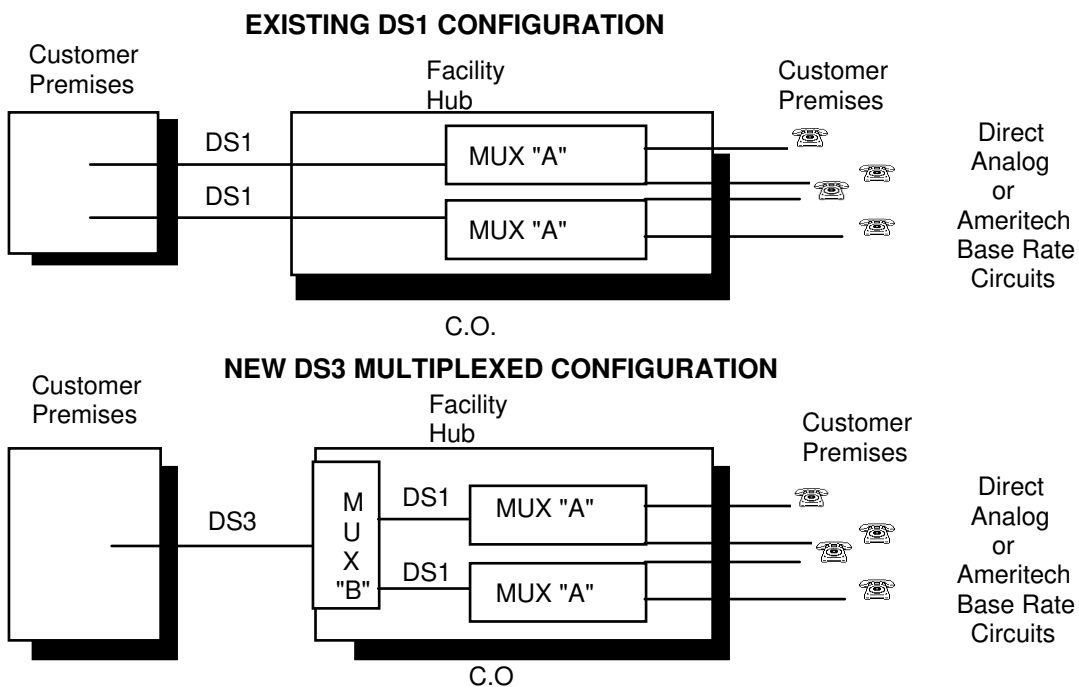 EXISTING DS1 CONFIGURATION
Customer
Premises
Facility
Hub
Customer
Premises
DS1
MUX "A"
DS1
MUX "A"
Direct
Analog
or
Ameritech
Base Rate
Circuits
C.O.
NEW DS3 MULTIPLEXED CONFIGURATION
Customer
Premises
Facility
Hub
Customer
Premises
DS3
M
U
X
"B"
DS1
MUX "A"
DS1
MUX "A"
Direct
Analog
or
Ameritech
Base Rate
Circuits
C.O